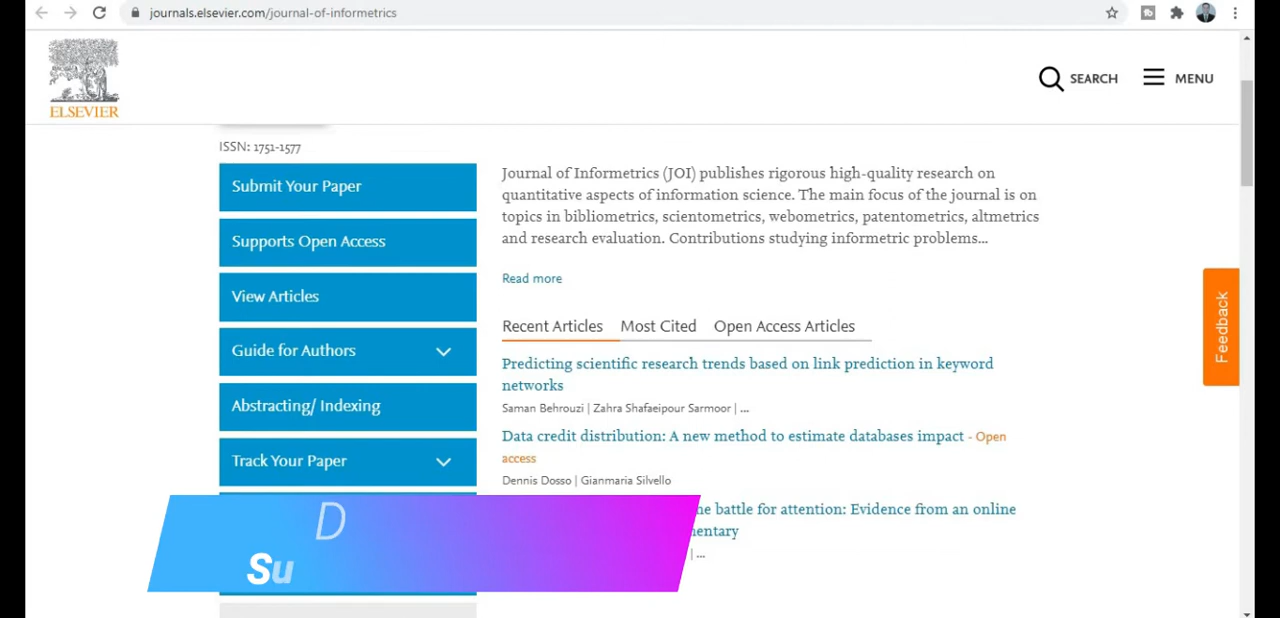 journals.elsevier.com/journal-of-informetrics
ELSEVIER
SEARCH
MENU
ISSN: 1751-1577
Submit Your Paper
Supports Open Access
View Articles
Guide for Authors
Abstracting/ Indexing
Track Your Paper
Journal of Informetrics (JOI) publishes rigorous high-quality research on
quantitative aspects of information science. The main focus of the journal is on
topics in bibliometrics, scientometrics, webometrics, patentometrics, altmetrics
and research evaluation. Contributions studying informetric problems...
Read more
Recent Articles Most Cited Open Access Articles
Predicting scientific research trends based on link prediction in keyword
networks
Saman Behrouzi | Zahra Shafaeipour Sarmoor | ...
Data credit distribution: A new method to estimate databases impact - Open
access
Dennis Dosso | Gianmaria Silvello
battle for attention: Evidence from an online
| ...
Feedback
D
Su